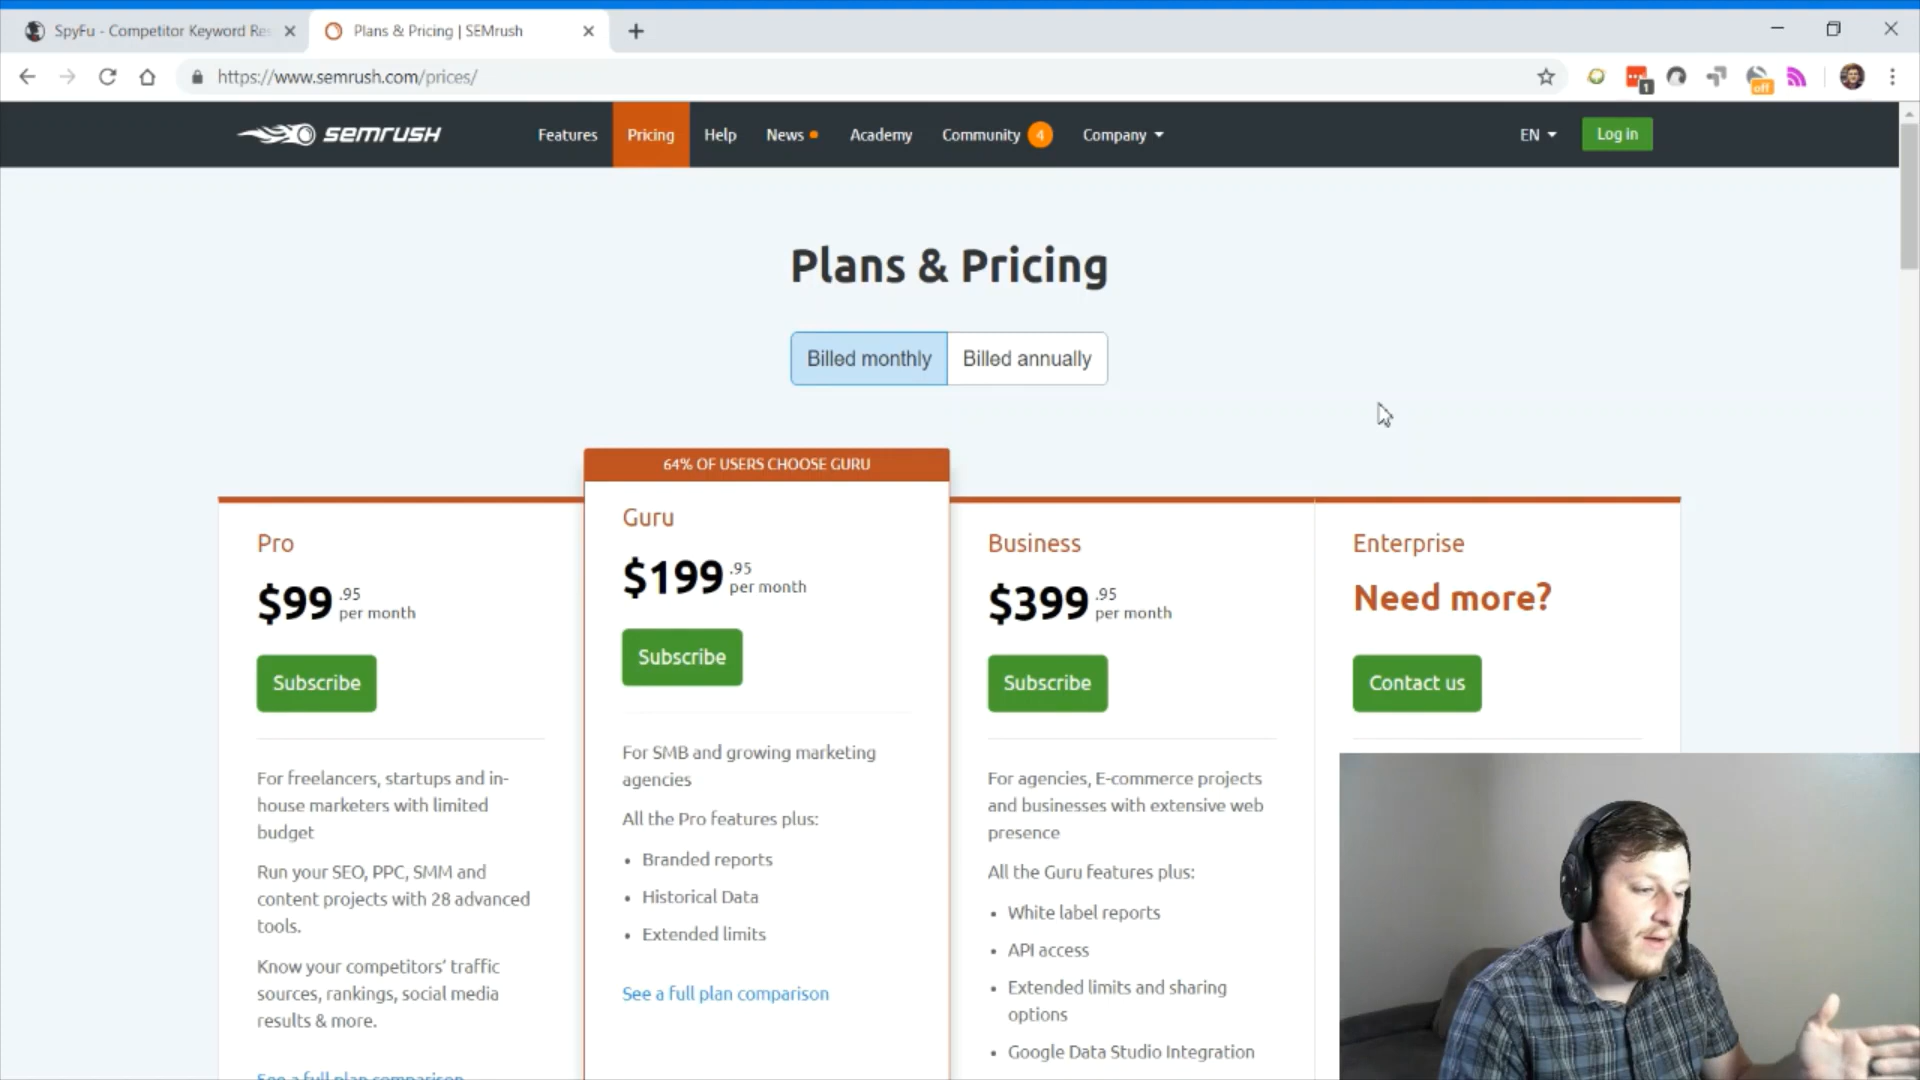 SpyFu - Competitor Keyword Res
Plans & Pricing | SEMrush
https://www.semrush.com/prices/
1
off
semrush
Features
Pricing
Help
News
Academy
Community 4
Company
EN
Log in
Plans & Pricing
Billed monthly
Billed annually
64% OF USERS CHOOSE GURU
Pro
$99 .95
per month
Subscribe
For freelancers, startups and in-
house marketers with limited
budget
Run your SEO, PPC, SMM and
content projects with 28 advanced
tools.
Know your competitors’ traffic
sources, rankings, social media
results & more.
See a full plan comparison
Guru
$199 .95
per month
Subscribe
For SMB and growing marketing
agencies
All the Pro features plus:
• Branded reports
• Historical Data
• Extended limits
See a full plan comparison
Business
$399 .95
per month
Subscribe
For agencies, E-commerce projects
and businesses with extensive web
presence
All the Guru features plus:
• White label reports
• API access
• Extended limits and sharing
options
• Google Data Studio Integration
Enterprise
Need more?
Contact us